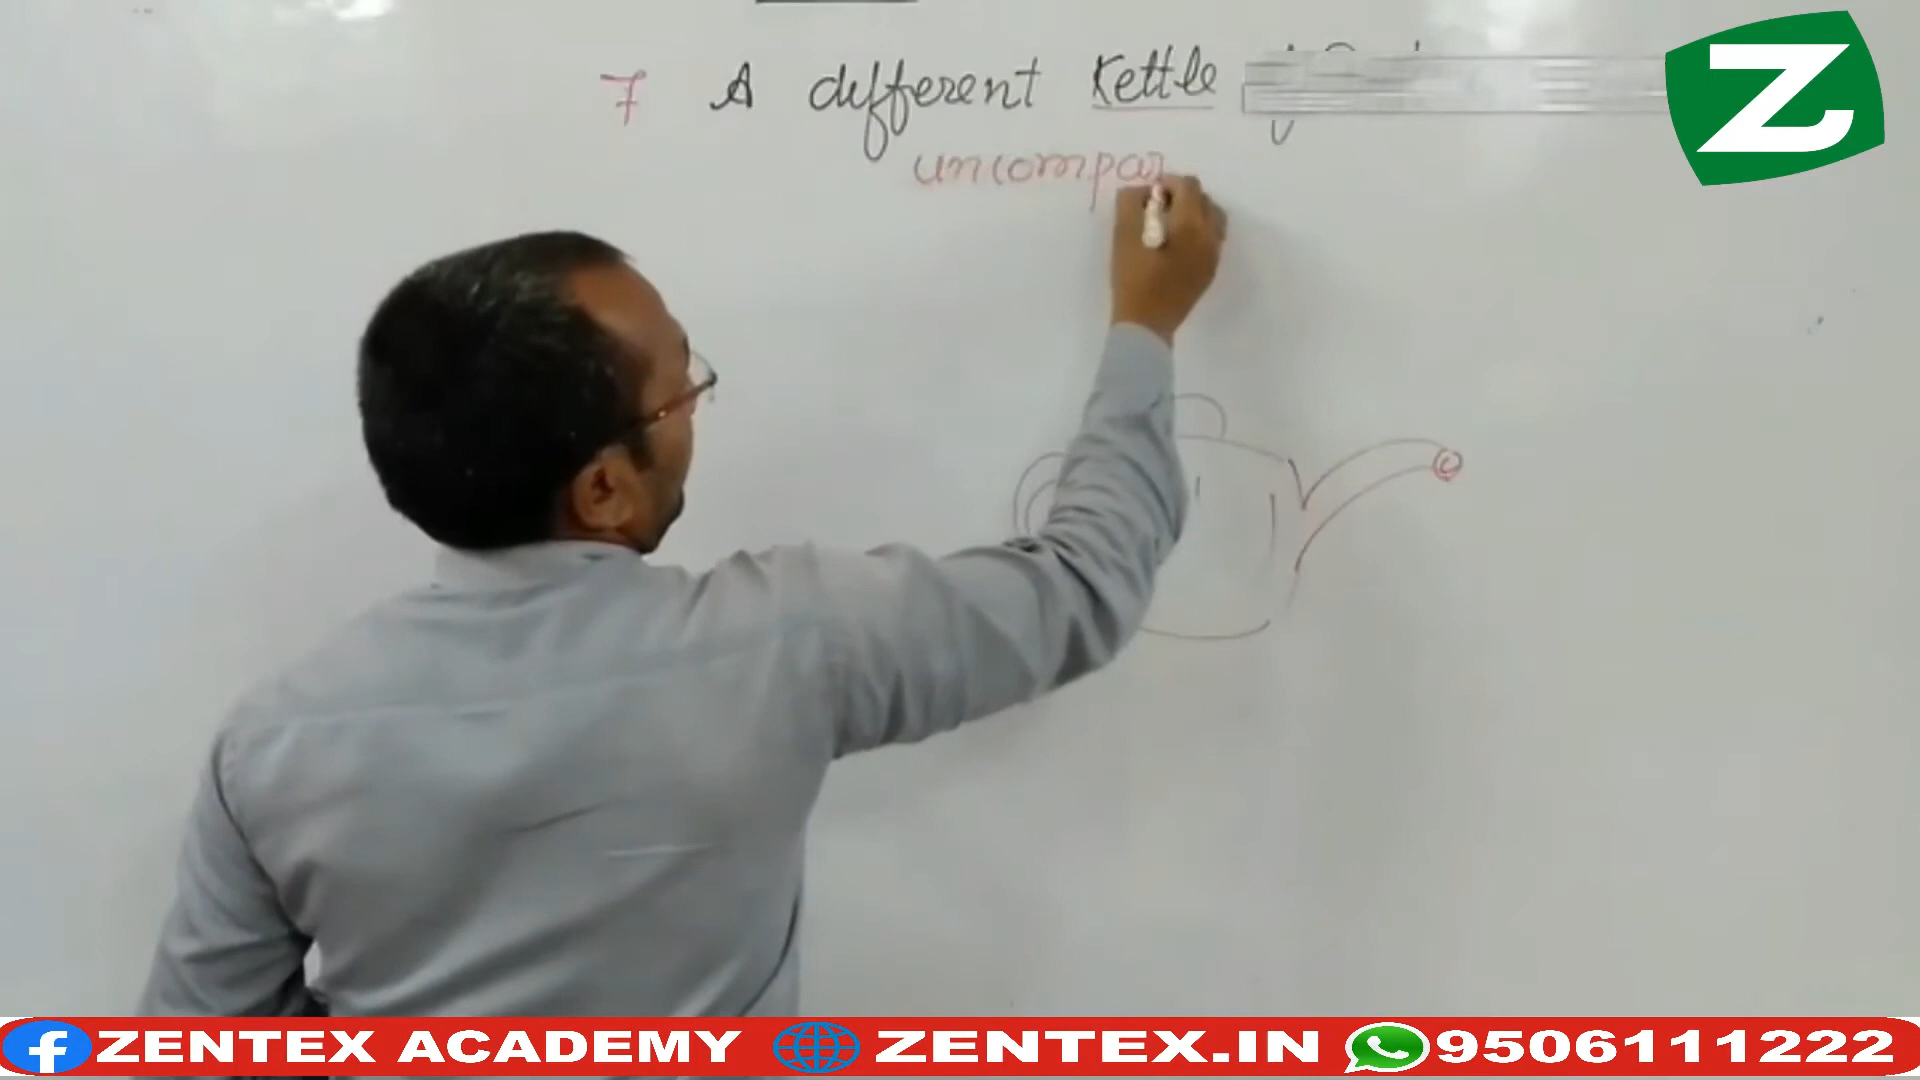 7 A different Kettle
uncompar
Z
ZENTEX ACADEMY ZENTEX.IN 9506111222